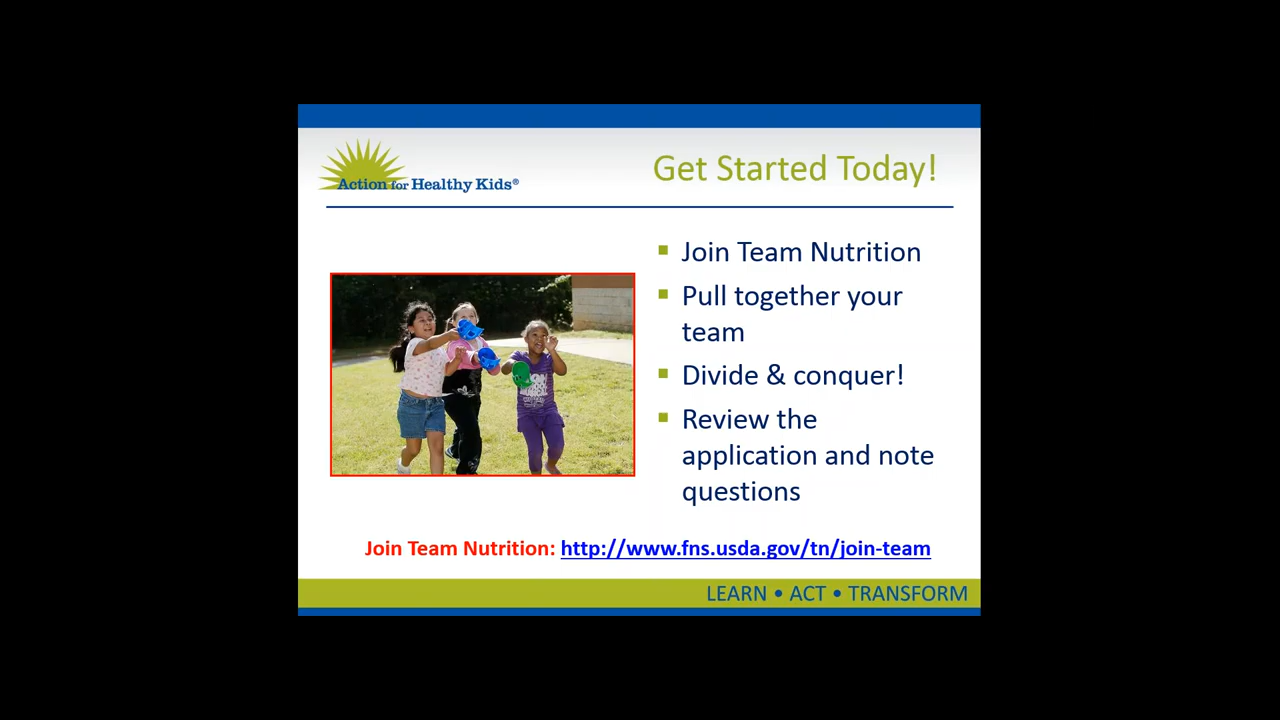 Action for Healthy Kids®
Get Started Today!
Join Team Nutrition
Pull together your
team
Divide & conquer!
Review the
application and note
questions
Join Team Nutrition: http://www.fns.usda.gov/tn/join-team
LEARN • ACT • TRANSFORM